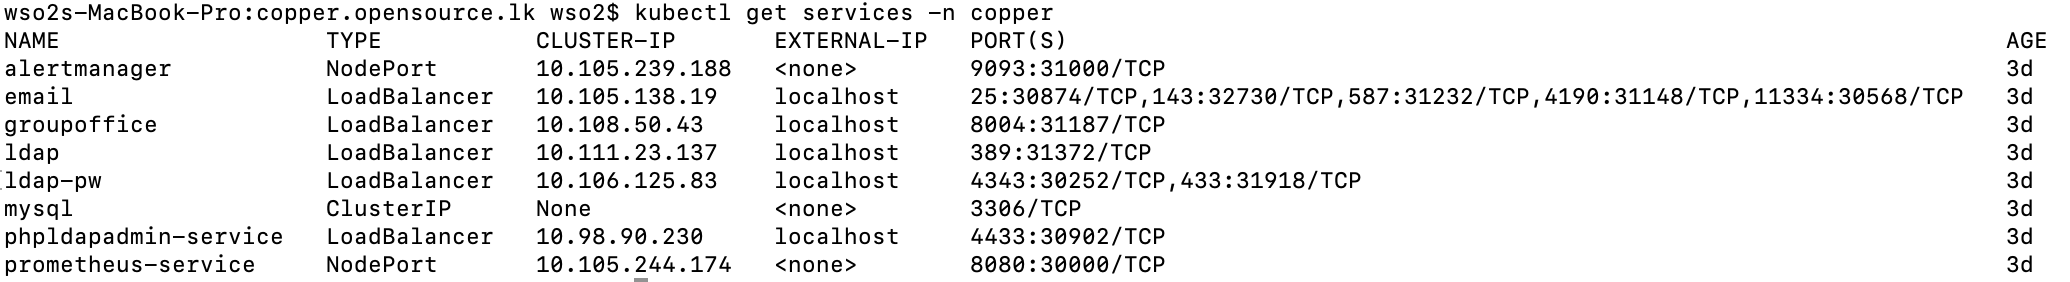 wso2s-MacBook-Pro:copper.opensource.lk wso2$ kubectl get services -n copper
NAME TYPE CLUSTER-IP EXTERNAL-IP PORT(S) AGE
alertmanager NodePort 10.105.239.188 <none> 9093:31000/TCP 3d
email LoadBalancer 10.105.138.19 localhost 25:30874/TCP,143:32730/TCP,587:31232/TCP,4190:31148/TCP,11334:30568/TCP 3d
groupoffice LoadBalancer 10.108.50.43 localhost 8004:31187/TCP 3d
ldap LoadBalancer 10.111.23.137 localhost 389:31372/TCP 3d
ldap-pw LoadBalancer 10.106.125.83 localhost 4343:30252/TCP,433:31918/TCP 3d
mysql ClusterIP None <none> 3306/TCP 3d
phpldapadmin-service LoadBalancer 10.98.90.230 localhost 4433:30902/TCP 3d
prometheus-service NodePort 10.105.244.174 <none> 8080:30000/TCP 3d